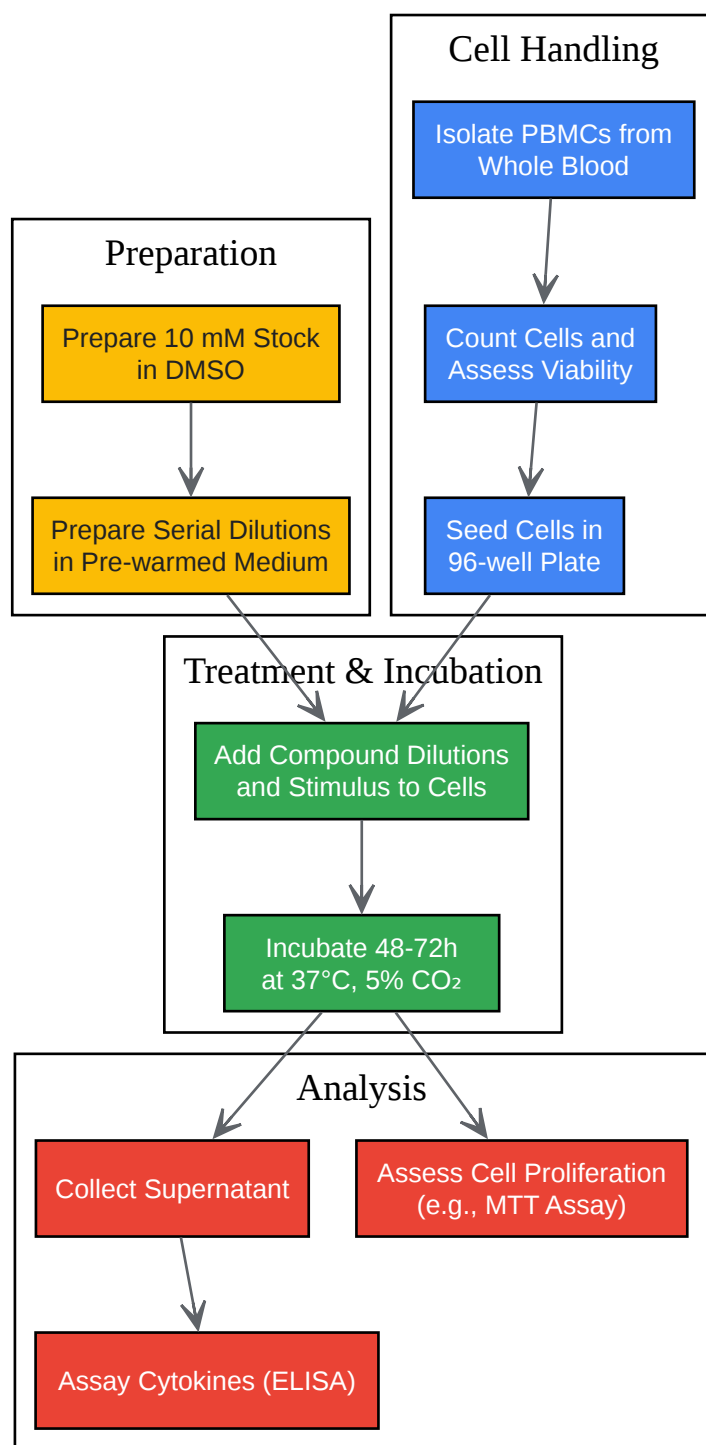 Cell Handling
Isolate PBMCs from
Whole Blood
Count Cells and
Assess Viability
Seed Cells in
96-well Plate
Preparation
Prepare 10 mM Stock
in DMSO
Prepare Serial Dilutions
in Pre-warmed Medium
Treatment & Incubation
Add Compound Dilutions
and Stimulus to Cells
Incubate 48-72h
at 37°C, 5% CO₂
Analysis
Collect Supernatant
Assess Cell Proliferation
(e.g., MTT Assay)
Assay Cytokines (ELISA)